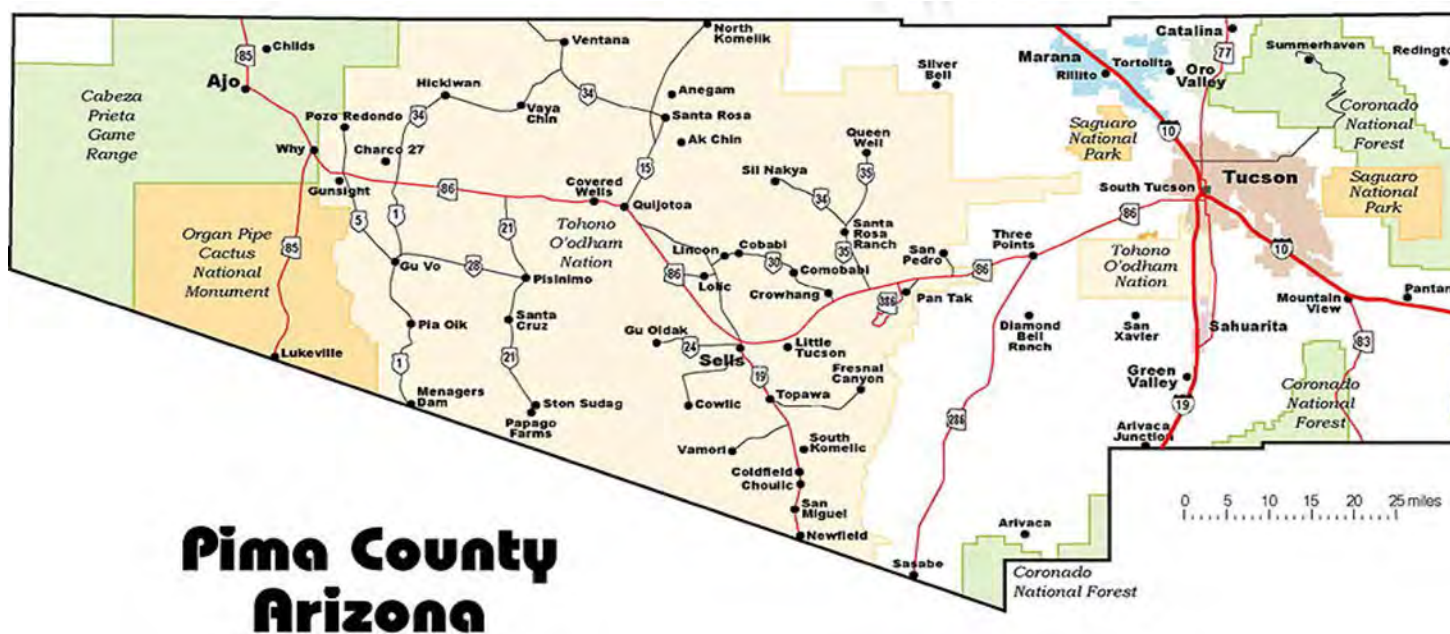 North
Komelik
Ventana
Childs
85
Ajo
Hickiwan
34
Vaya
Chin
34
Anegam
Santa Rosa
Ak Chin
Silver
Bell
Marana
Rillito
Tortolita
Catalina
77
Oro
Valley
Summerhaven
Redington
Cabeza
Prieta
Game
Range
Pozo Redondo
Why
Charco 27
Gunsight
86
15
Covered
Wells
Quijotoa
Queen
Well
35
Sil Nakya
34
Santa
Rosa
Ranch
35
Saguaro
National
Park
10
Coronado
National
Forest
South Tucson
Tucson
Saguaro
National
Park
Organ Pipe
Cactus
National
Monument
85
5
1
21
Gu Vo
28
Pisinimo
Tohono
O'odham
Nation
86
Lincon
Cobabi
30
Lolic
Comobabi
Crowhang
San
Pedro
86
386
Pan Tak
Three
Points
86
Tohono
O'odham
Nation
10
Mountain
View
Pantan
Lukeville
Pia Oik
Santa
Cruz
21
1
Menagers
Dam
Ston Sudag
Papago
Farms
Gu Oidak
24
Sells
Little
Tucson
19
Fresnal
Canyon
Topawa
Cowlic
Vamori
South
Komelic
Coldfield
Choulic
San
Miguel
Newfield
Diamond
Bell
Ranch
286
Sasabe
San
Xavier
Sahuarita
83
Green
Valley
19
Arivaca
Junction
Coronado
National
Forest
Arivaca
Coronado
National Forest
0 5 10 15 20 25 miles
Pima County
Arizona